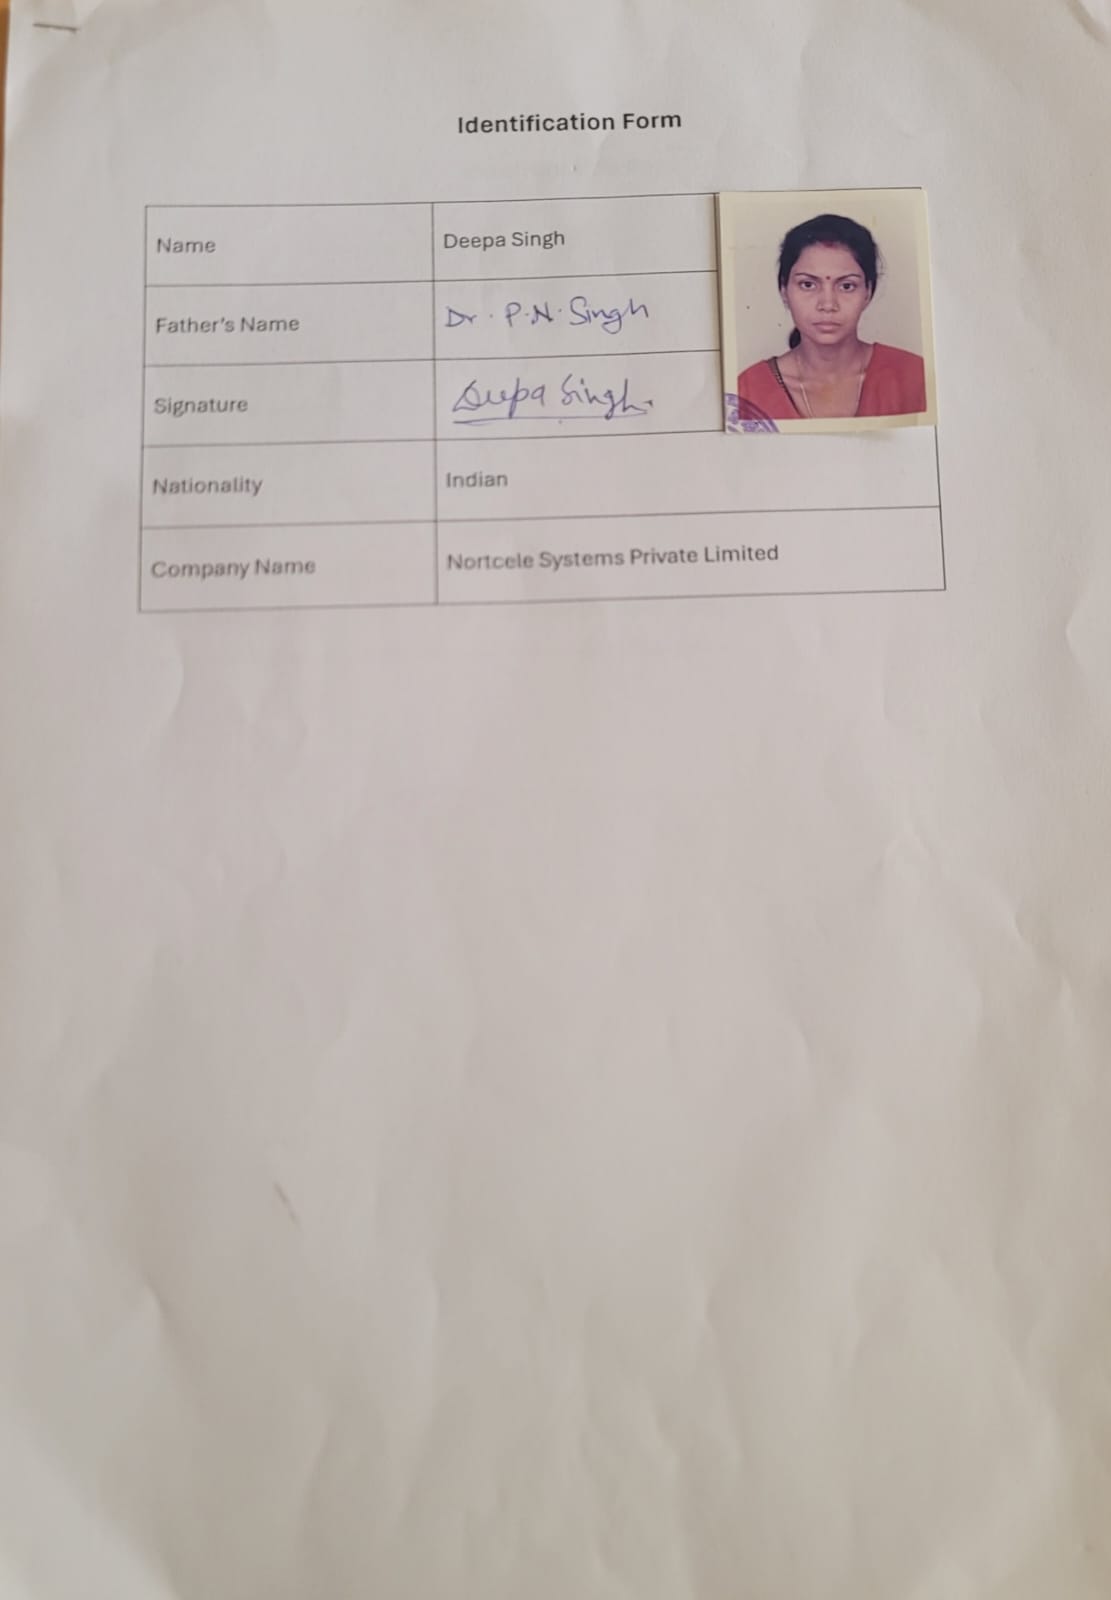 Identification Form
Name Deepa Singh
Father's Name Dr. P.N. Singh
Signature Deepa Singh.
Nationality Indian
Company Name Nortcele Systems Private Limited